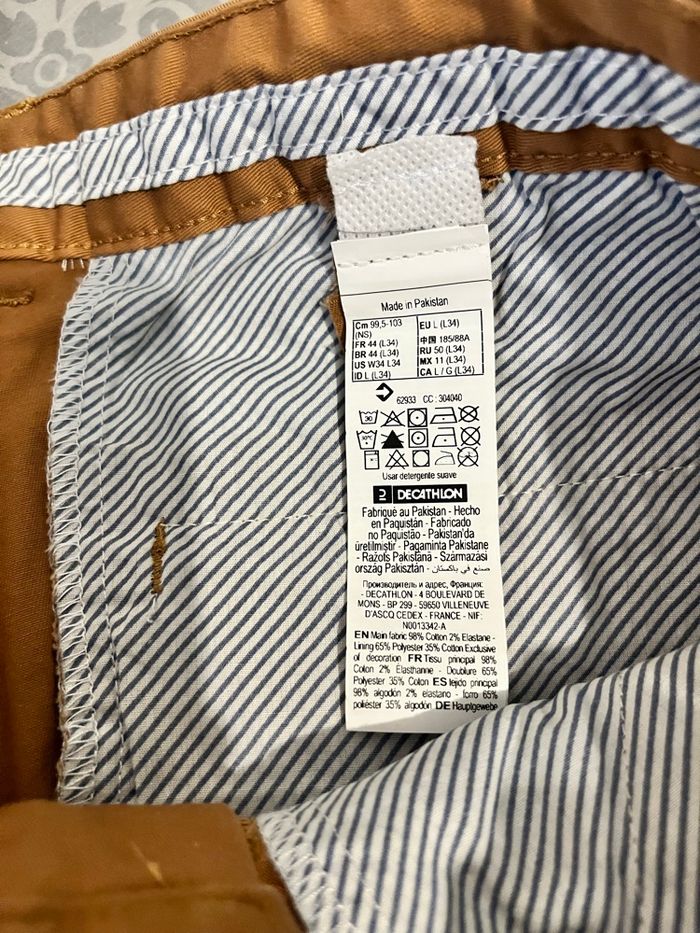 Made in Pakistan
Cm 99,5-103 EU L (L34)
(NS) 中国 185/88A
FR 44 (L34) RU 50 (L34)
BR 44 (L34) MX 11 (L34)
US W34 L34 CA L / G (L34)
ID L (L34)
62933 CC : 304040
30
30°C
Usar detergente suave
DECATHLON
Fabriqué au Pakistan - Hecho
en Paquistán - Fabricado
no Paquistão - Pakistan'da
üretilmiştir - Pagaminta Pakistane
- Ražots Pakistānā - Származási
ország Pakisztán - صنع في باكستان
Производитель и адрес, Франция:
- DECATHLON - 4 BOULEVARD DE
MONS - BP 299 - 59650 VILLENEUVE
D'ASCQ CEDEX - FRANCE - NIF:
N0013342-A
EN Main fabric 98% Cotton 2% Elastane -
Lining 65% Polyester 35% Cotton Exclusive
of decoration FR Tissu principal 98%
Coton 2% Elasthanne - Doublure 65%
Polyester 35% Coton ES tejido principal
98% algodón 2% elastano - forro 65%
poliéster 35% algodón DE Hauptgewebe